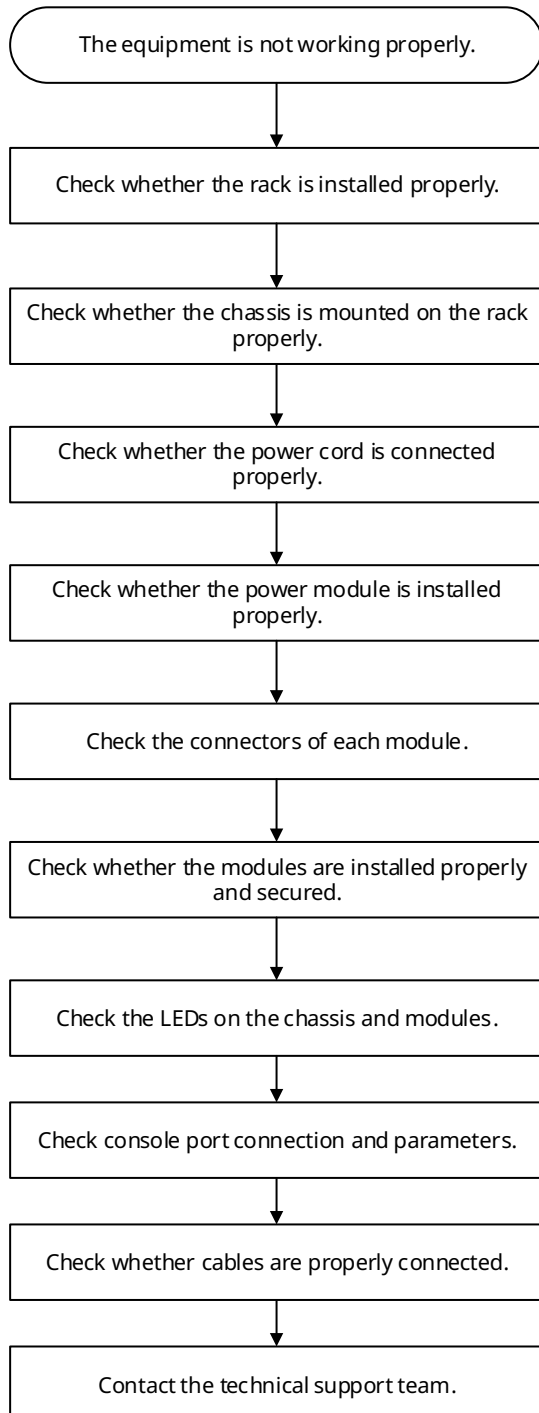 The equipment is not working properly.
Check whether the rack is installed properly.
Check whether the chassis is mounted on the rack
properly.
Check whether the power cord is connected
properly.
Check whether the power module is installed
properly.
Check the connectors of each module.
Check whether the modules are installed properly
and secured.
Check the LEDs on the chassis and modules.
Check console port connection and parameters.
Check whether cables are properly connected.
Contact the technical support team.